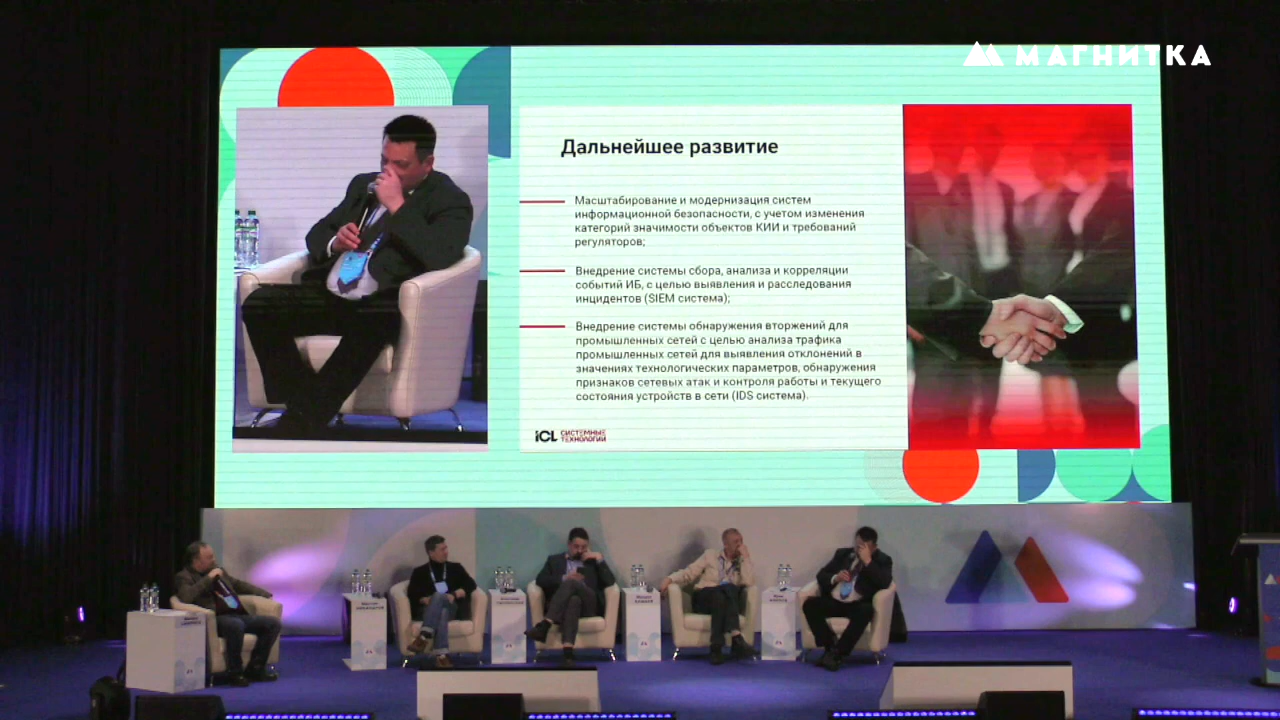 МАГНИТКА
Дальнейшее развитие
Масштабирование и модернизация систем
информационной безопасности, с учетом изменения
категорий значимости объектов КИИ и требований
регуляторов;
Внедрение системы сбора, анализа и корреляции
событий ИБ, с целью выявления и расследования
инцидентов (SIEM система);
Внедрение системы обнаружения вторжений для
промышленных сетей с целью анализа трафика
промышленных сетей для выявления отклонений в
значениях технологических параметров, обнаружения
признаков сетевых атак и контроля работы и текущего
состояния устройств в сети (IDS система).
iCL СИСТЕМНЫЕ
ТЕХНОЛОГИИ